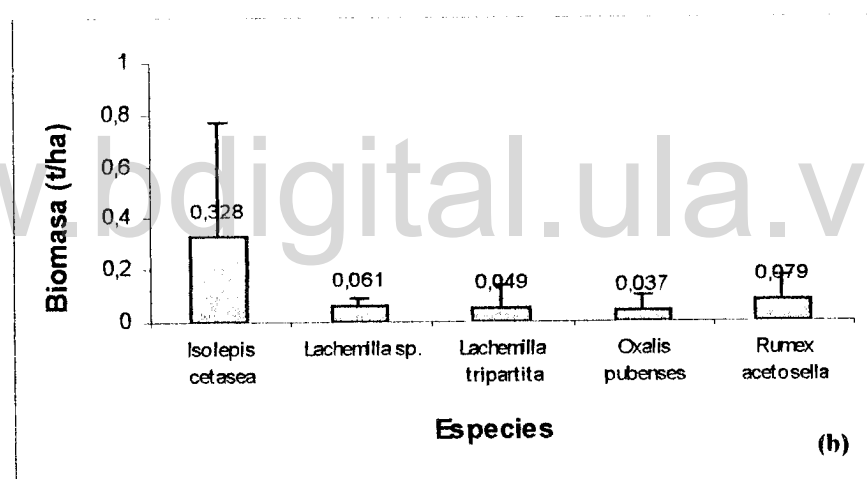 1
0,8
0,6
0,4
0,2
0
Biomasa (t/ha)
0,328
0,061
0,049
0,037
0,079
Isolepis
cetasea
Lachemilla sp.
Lachemilla
tripartita
Oxalis
pubenses
Rumex
acetosella
Especies
(b)
w.bdigital.ula.v